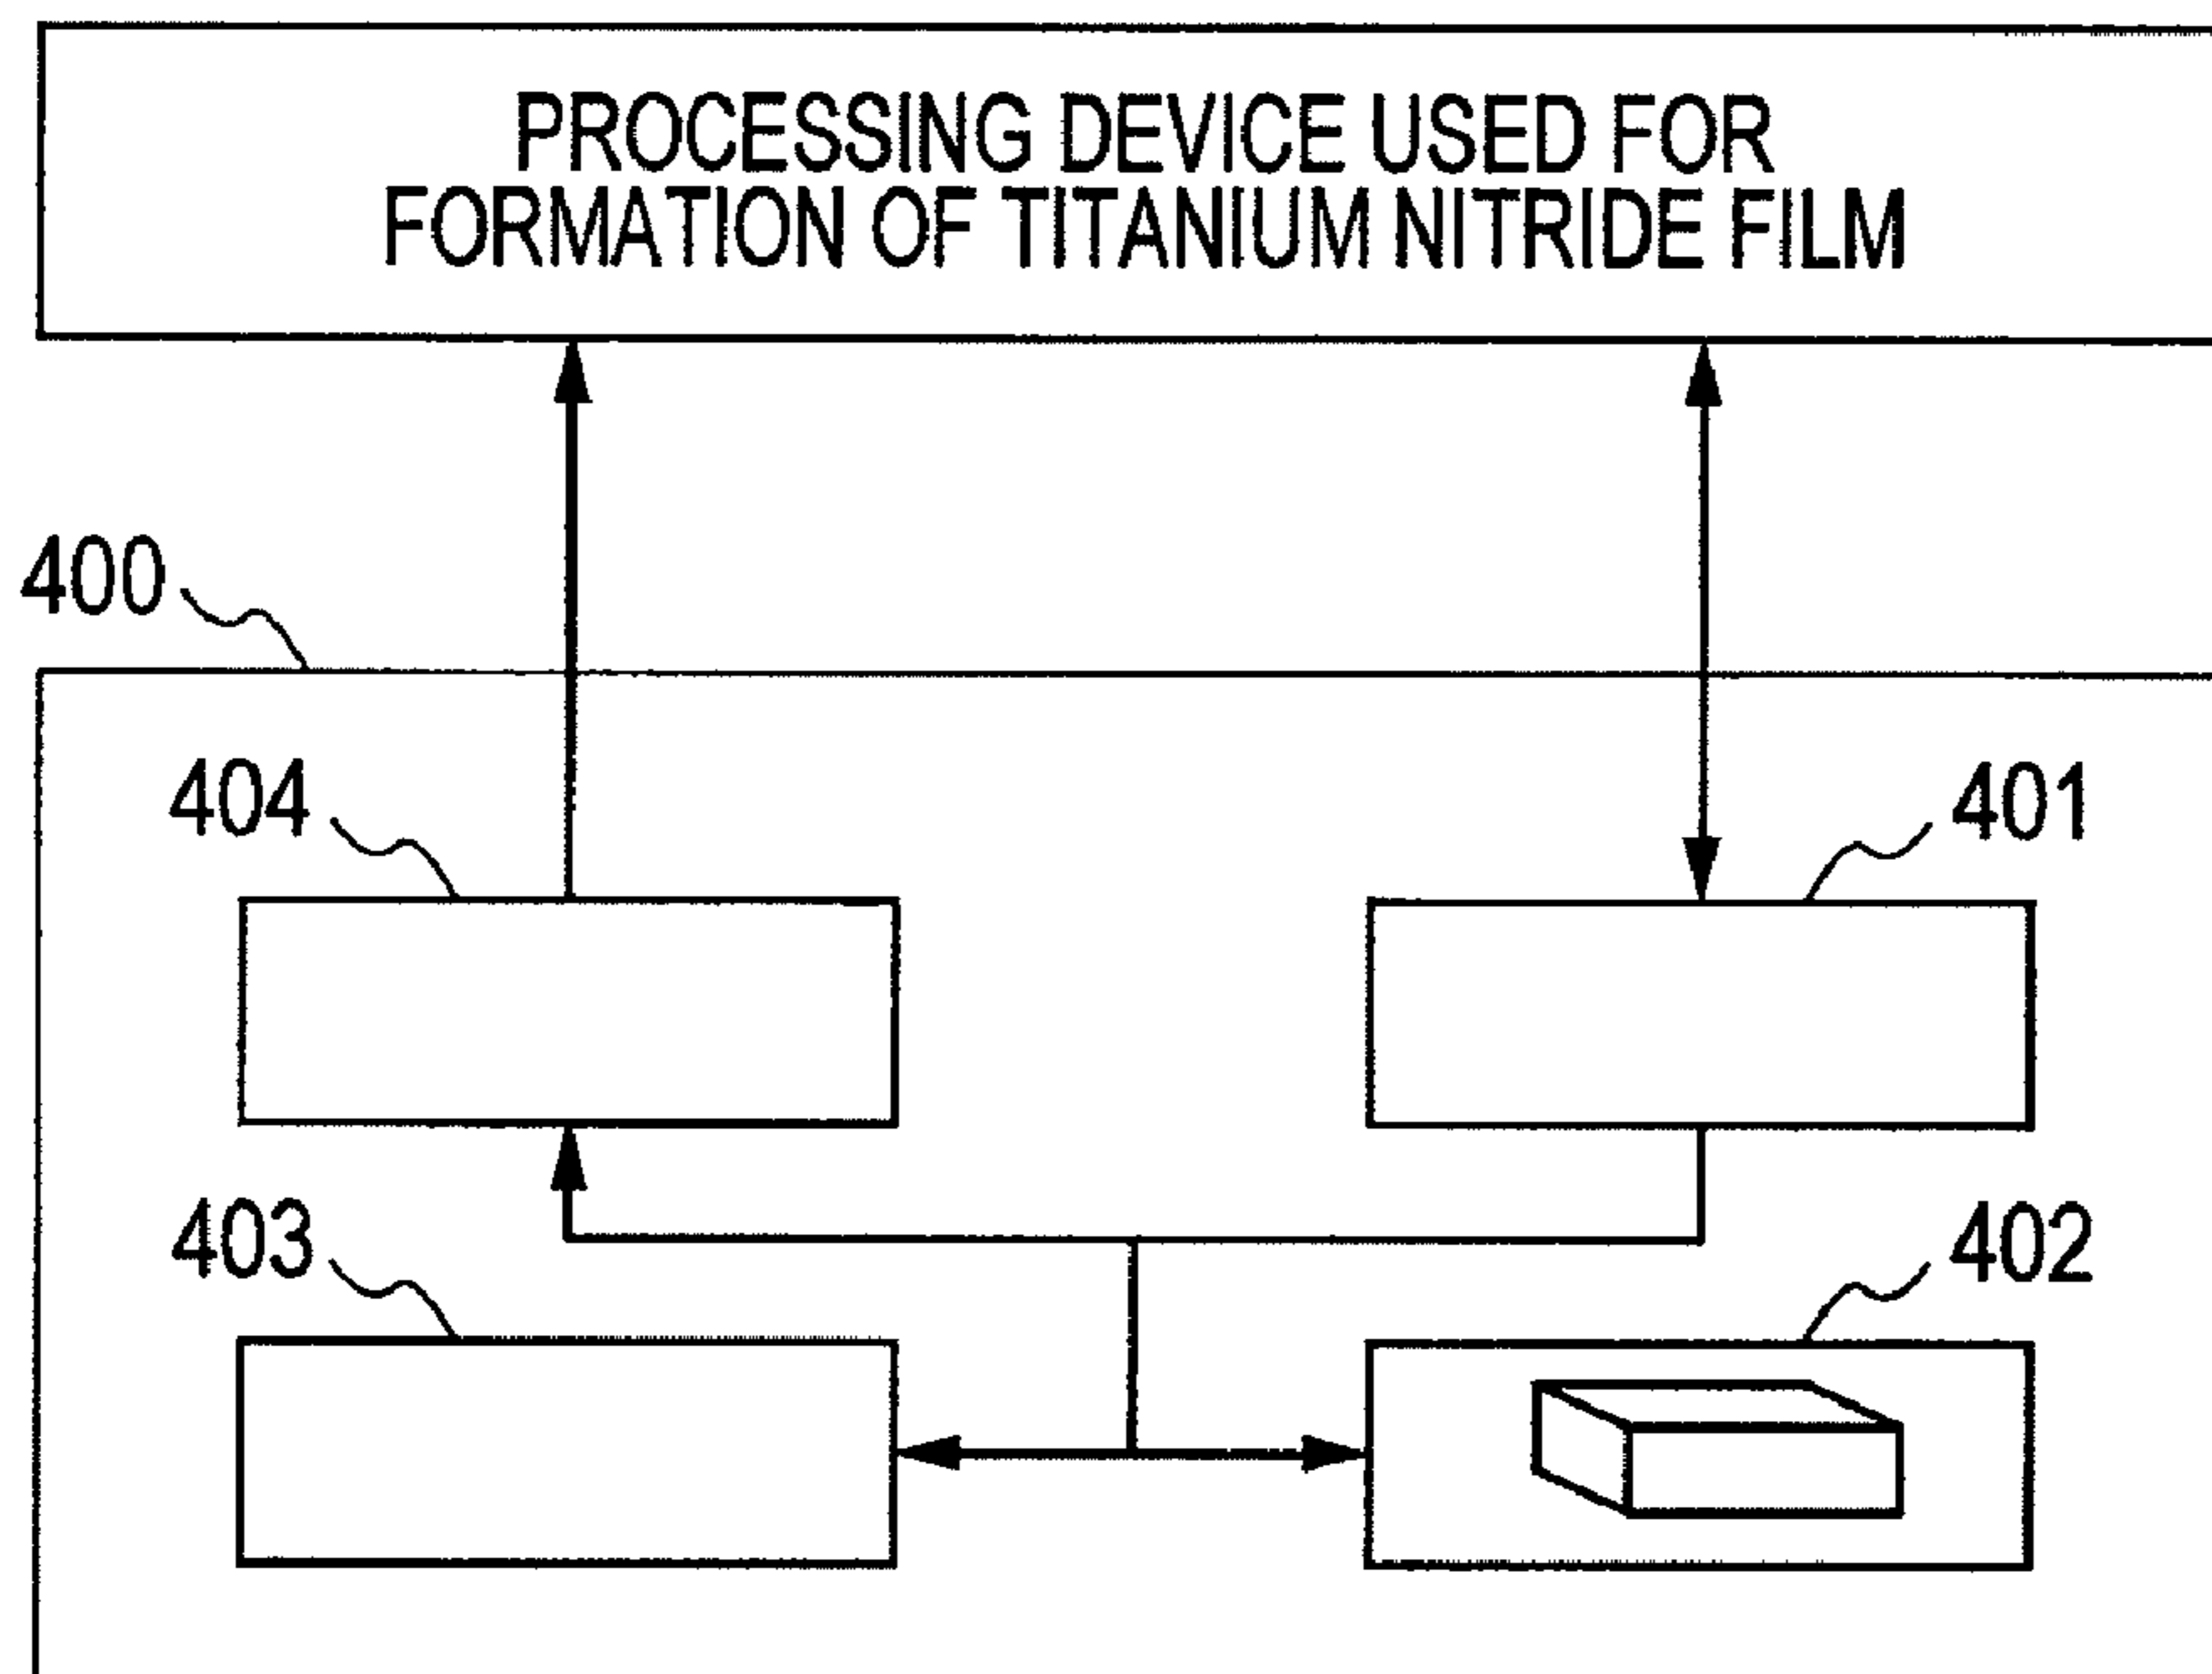 PROCESSING DEVICE USED FOR
FORMATION OF TITANIUM NITRIDE FILM
400
404
401
403
402